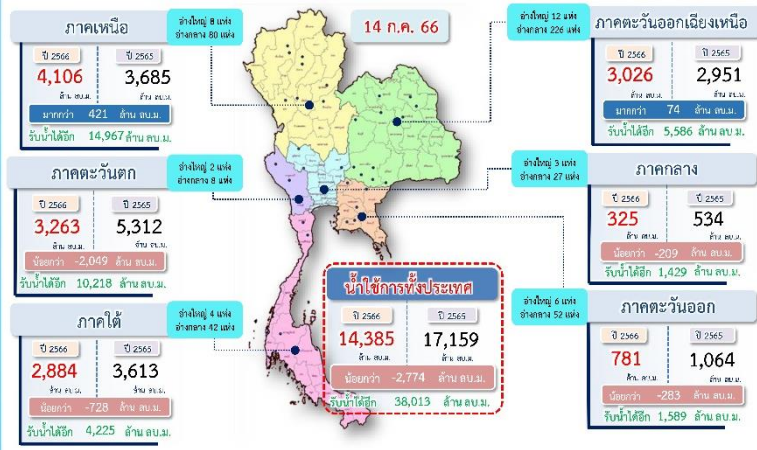 14 ก.ค. 66
ภาคเหนือ
อ่างใหญ่ 8 แห่ง
อ่างกลาง 80 แห่ง
ปี 2566 ปี 2565
4,106 3,685
ล้าน ลบ.ม. ล้าน ลบ.ม.
มากกว่า 421 ล้าน ลบ.ม.
รับน้ำได้อีก 14,967 ล้าน ลบ.ม.
ภาคตะวันตก
อ่างใหญ่ 2 แห่ง
อ่างกลาง 8 แห่ง
ปี 2566 ปี 2565
3,263 5,312
ล้าน ลบ.ม. ล้าน ลบ.ม.
น้อยกว่า -2,049 ล้าน ลบ.ม.
รับน้ำได้อีก 10,218 ล้าน ลบ.ม.
ภาคใต้
อ่างใหญ่ 4 แห่ง
อ่างกลาง 42 แห่ง
ปี 2566 ปี 2565
2,884 3,613
ล้าน ลบ.ม. ล้าน ลบ.ม.
น้อยกว่า -728 ล้าน ลบ.ม.
รับน้ำได้อีก 4,225 ล้าน ลบ.ม.
น้ำใช้การทั้งประเทศ
ปี 2566 ปี 2565
14,385 17,159
ล้าน ลบ.ม. ล้าน ลบ.ม.
น้อยกว่า -2,774 ล้าน ลบ.ม.
รับน้ำได้อีก 38,013 ล้าน ลบ.ม.
อ่างใหญ่ 12 แห่ง
อ่างกลาง 226 แห่ง
ภาคตะวันออกเฉียงเหนือ
ปี 2566 ปี 2565
3,026 2,951
ล้าน ลบ.ม. ล้าน ลบ.ม.
มากกว่า 74 ล้าน ลบ.ม.
รับน้ำได้อีก 5,586 ล้าน ลบ.ม.
อ่างใหญ่ 3 แห่ง
อ่างกลาง 27 แห่ง
ภาคกลาง
ปี 2566 ปี 2565
325 534
ล้าน ลบ.ม. ล้าน ลบ.ม.
น้อยกว่า -209 ล้าน ลบ.ม.
รับน้ำได้อีก 1,429 ล้าน ลบ.ม.
อ่างใหญ่ 6 แห่ง
อ่างกลาง 52 แห่ง
ภาคตะวันออก
ปี 2566 ปี 2565
781 1,064
ล้าน ลบ.ม. ล้าน ลบ.ม.
น้อยกว่า -283 ล้าน ลบ.ม.
รับน้ำได้อีก 1,589 ล้าน ลบ.ม.